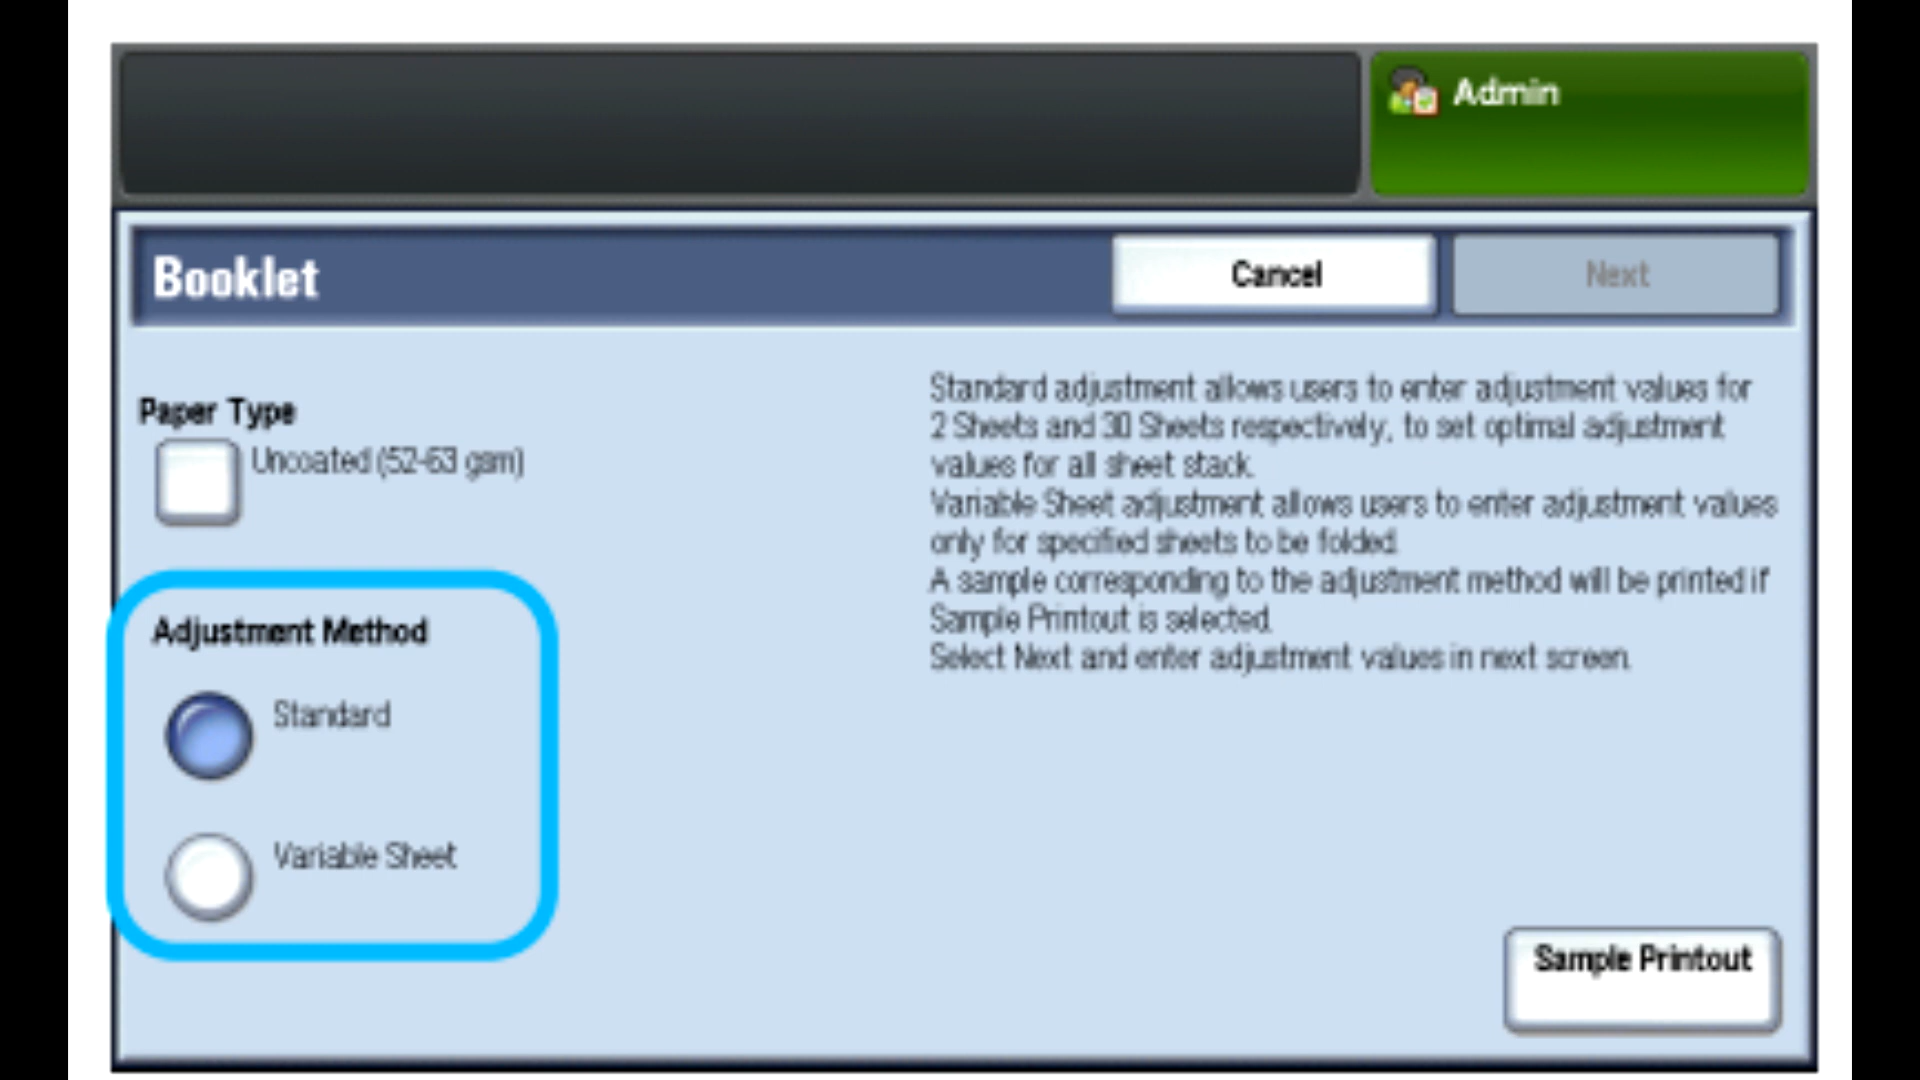 Admin
Booklet
Cancel
Next
Paper Type
Uncoated (52-63 gsm)
Standard adjustment allows users to enter adjustment values for
2 Sheets and 30 Sheets respectively, to set optimal adjustment
values for all sheet stack.
Variable Sheet adjustment allows users to enter adjustment values
only for specified sheets to be folded.
A sample corresponding to the adjustment method will be printed if
Sample Printout is selected.
Select Next and enter adjustment values in next screen.
Adjustment Method
Standard
Variable Sheet
Sample Printout